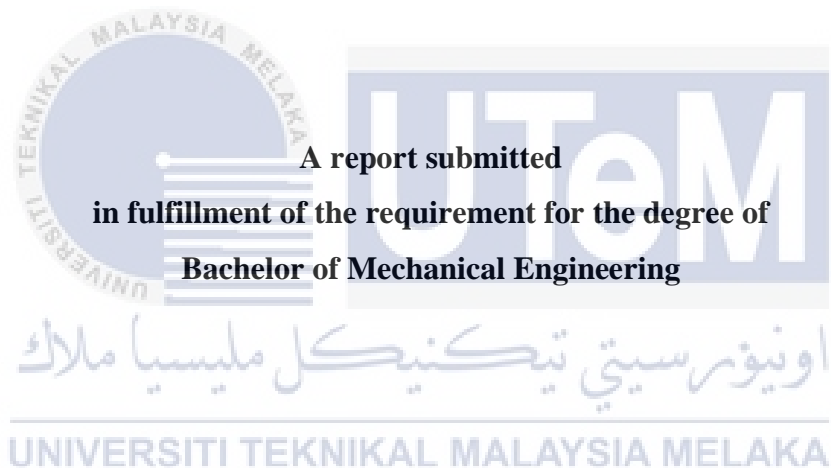 UNIVERSITI TEKNIKAL MALAYSIA MELAKA
UTeM
A report submitted
in fulfillment of the requirement for the degree of
Bachelor of Mechanical Engineering
اونيۏرسيتي تيكنيكل مليسيا ملاك
UNIVERSITI TEKNIKAL MALAYSIA MELAKA